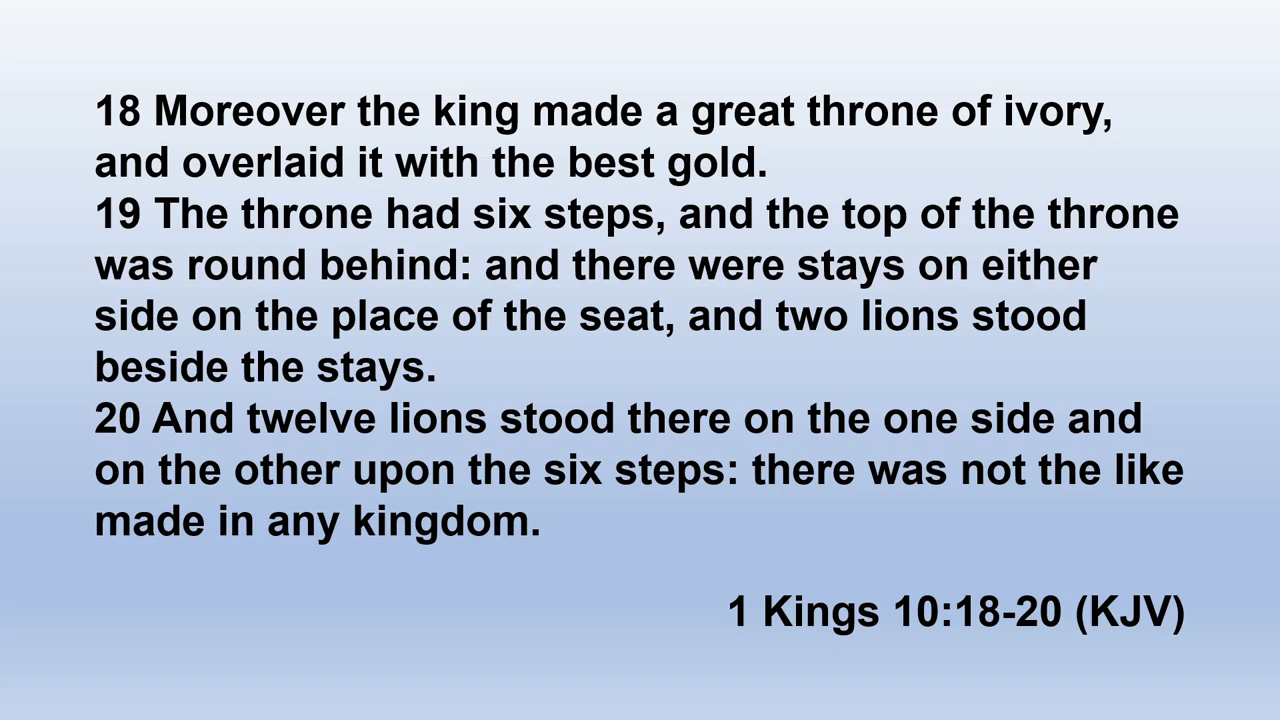 18 Moreover the king made a great throne of ivory,
and overlaid it with the best gold.
19 The throne had six steps, and the top of the throne
was round behind: and there were stays on either
side on the place of the seat, and two lions stood
beside the stays.
20 And twelve lions stood there on the one side and
on the other upon the six steps: there was not the like
made in any kingdom.
1 Kings 10:18-20 (KJV)